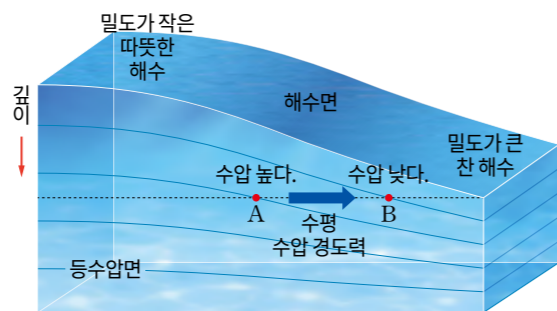 밀도가 작은
따뜻한
해수
깊이
해수면
밀도가 큰
찬 해수
수압 높다.
수압 낮다.
A
B
수평
수압 경도력
등수압면